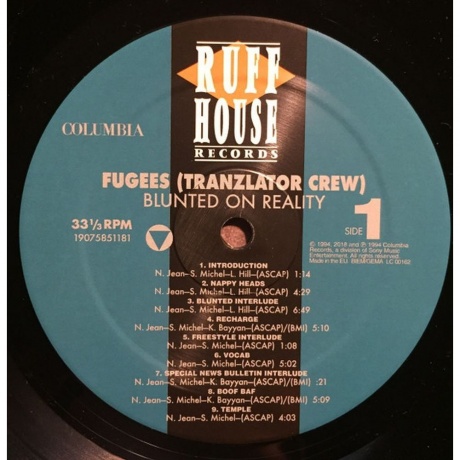 RUFF
HOUSE
RECORDS
COLUMBIA
FUGEES (TRANZLATOR CREW)
BLUNTED ON REALITY
33⅓ RPM
19075851181
SIDE 1
℗ 1994, 2018 and © 1994 Columbia
Records, a division of Sony Music
Entertainment. All rights reserved.
Made in the EU. BIEM/GEMA LC 00162
1. INTRODUCTION
N. Jean–S. Michel–L. Hill–(ASCAP) 1:14
2. NAPPY HEADS
N. Jean–S. Michel–L. Hill–(ASCAP) 4:29
3. BLUNTED INTERLUDE
N. Jean–S. Michel–L. Hill–(ASCAP) 6:49
4. RECHARGE
N. Jean–S. Michel–K. Bayyan–(ASCAP)/(BMI) 5:10
5. FREESTYLE INTERLUDE
N. Jean–S. Michel–(ASCAP) 1:08
6. VOCAB
N. Jean–S. Michel–(ASCAP) 5:02
7. SPECIAL NEWS BULLETIN INTERLUDE
N. Jean–S. Michel–K. Bayyan–(ASCAP)/(BMI) :21
8. BOOF BAF
N. Jean–S. Michel–K. Bayyan–(ASCAP)/(BMI) 5:09
9. TEMPLE
N. Jean–S. Michel–(ASCAP) 4:03